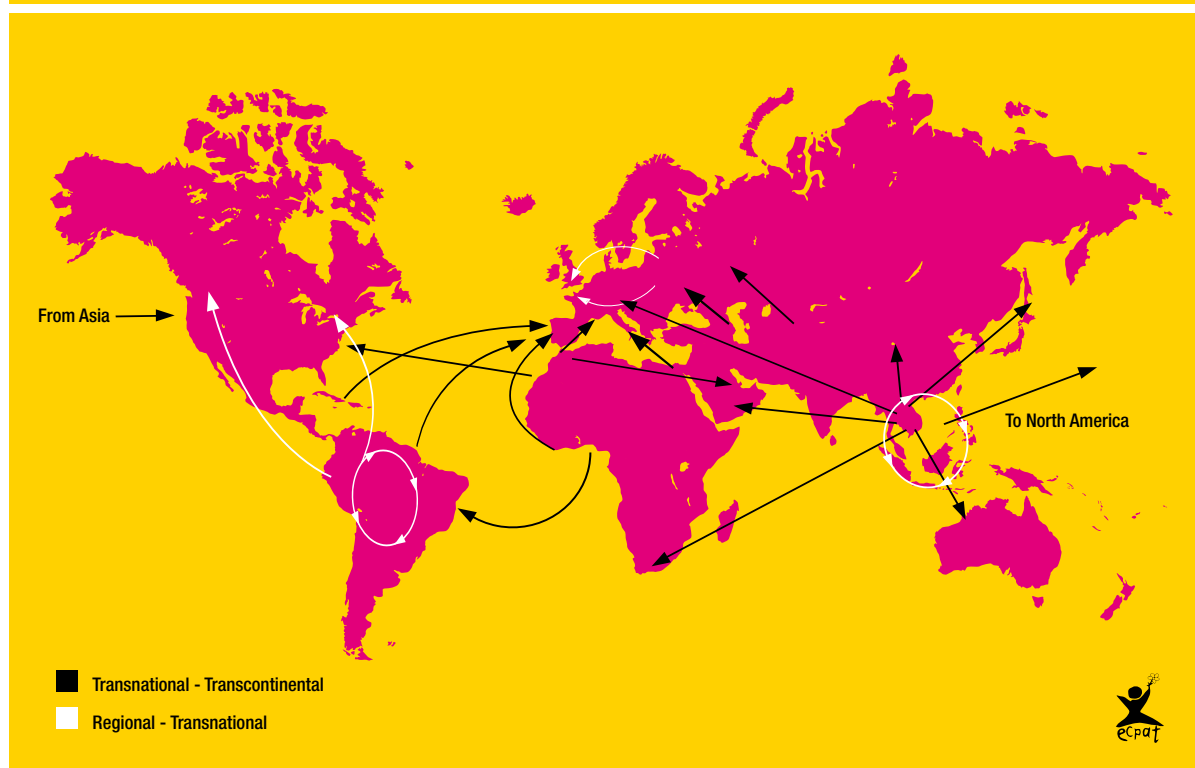 From Asia
To North America
Transnational - Transcontinental
Regional - Transnational
eCpat